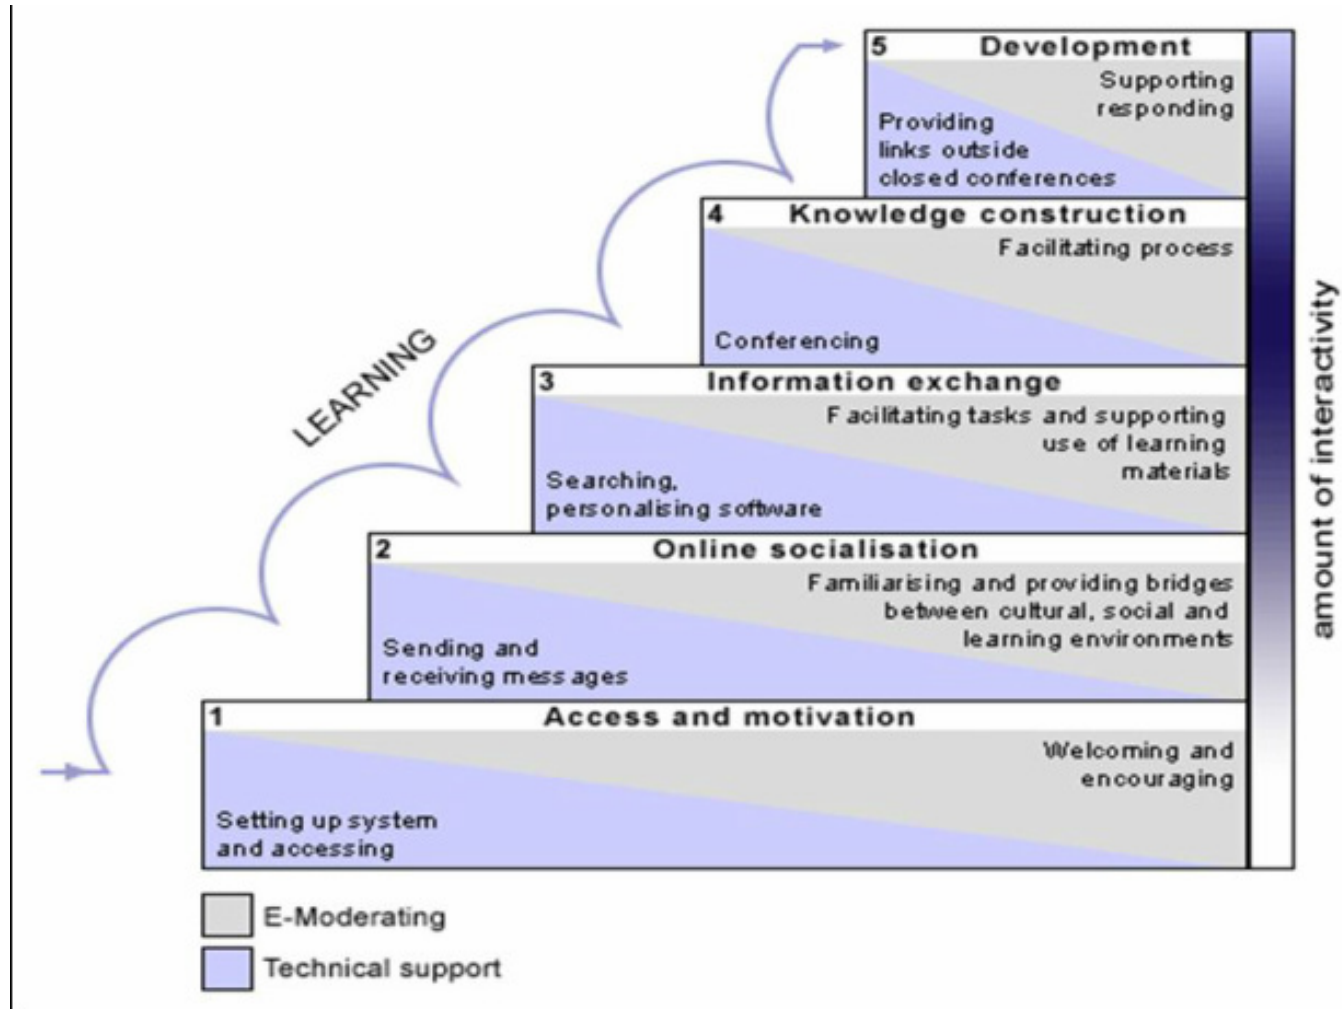 5 Development
Supporting
responding
Providing
links outside
closed conferences
4 Knowledge construction
Facilitating process
Conferencing
LEARNING
3 Information exchange
Facilitating tasks and supporting
use of learning
materials
Searching,
personalising software
2 Online socialisation
Familiarising and providing bridges
between cultural, social and
learning environments
Sending and
receiving messages
1 Access and motivation
Welcoming and
encouraging
Setting up system
and accessing
amount of interactivity
E-Moderating
Technical support